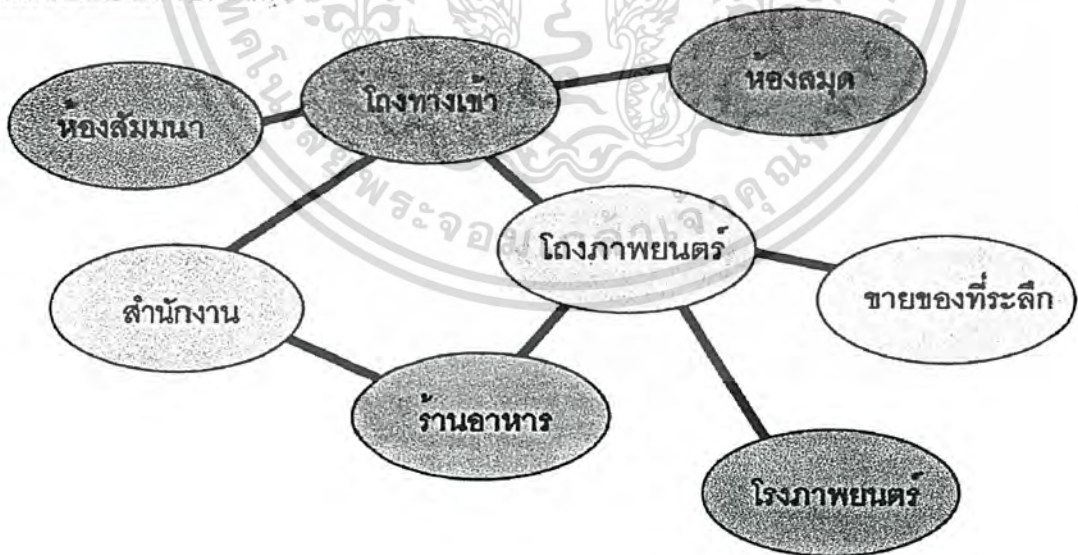 ห้องสัมมนา
โถงทางเข้า
ห้องสมุด
โถงภาพยนตร์
สำนักงาน
ขายของที่ระลึก
ร้านอาหาร
โรงภาพยนตร์